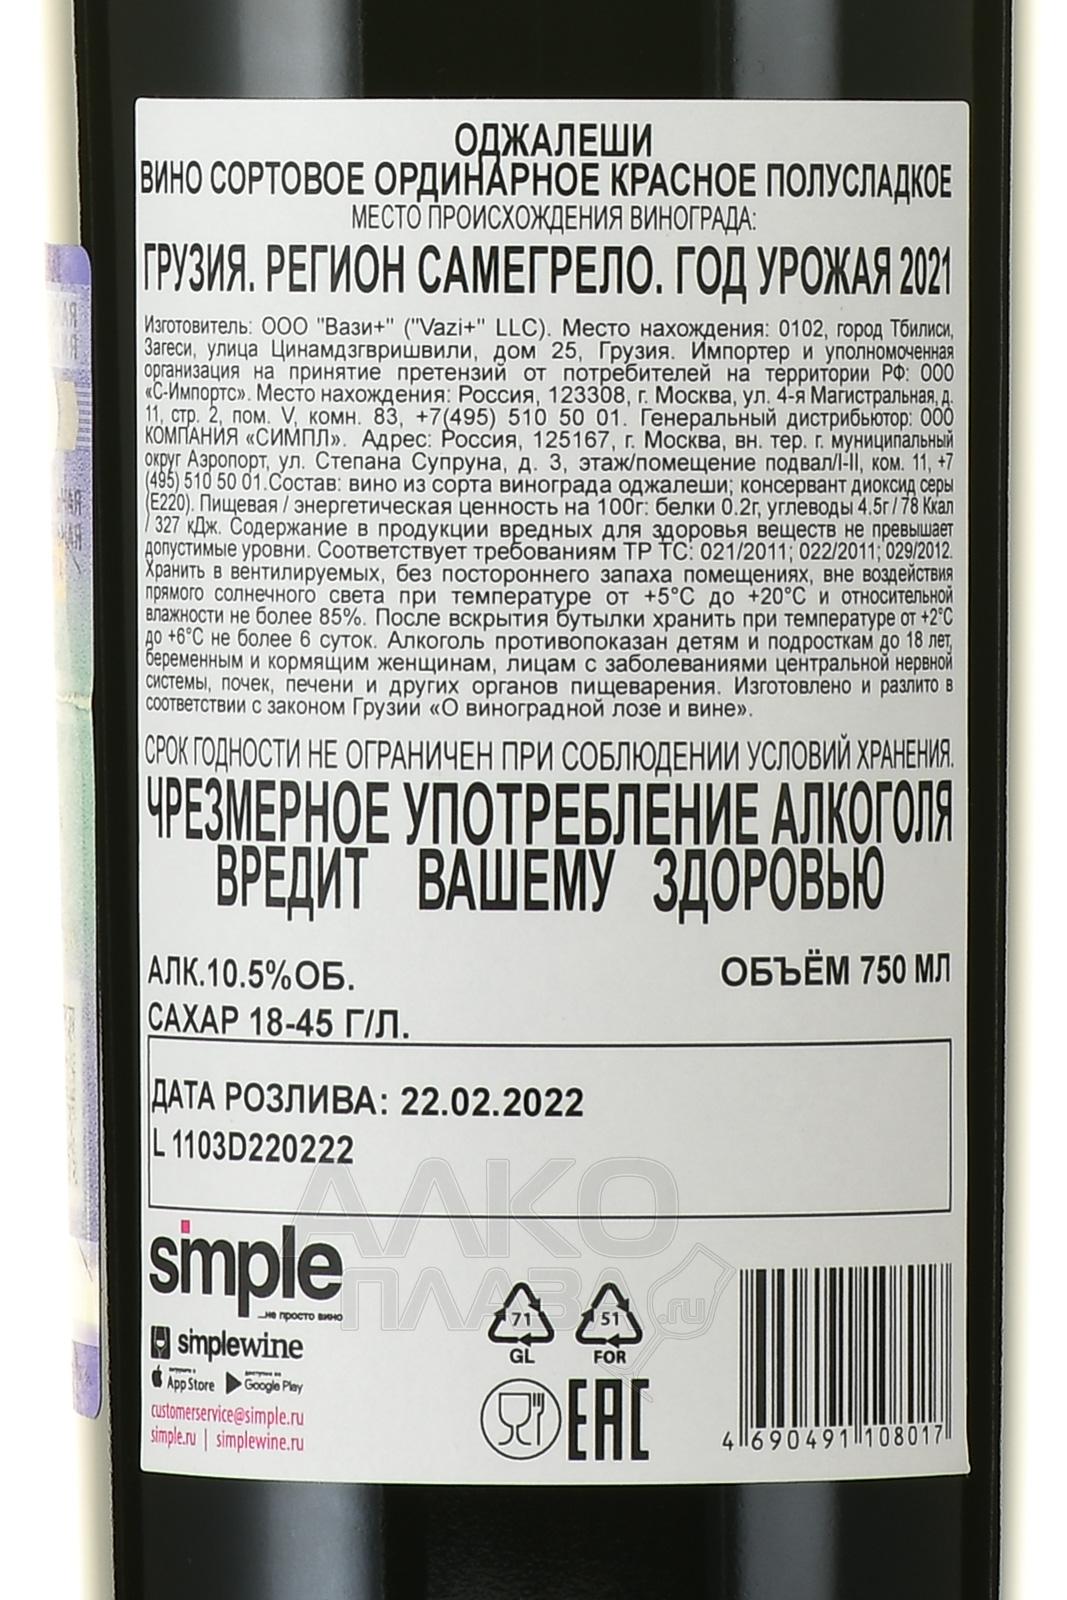 ОДЖАЛЕШИ
ВИНО СОРТОВОЕ ОРДИНАРНОЕ КРАСНОЕ ПОЛУСЛАДКОЕ
МЕСТО ПРОИСХОЖДЕНИЯ ВИНОГРАДА:
ГРУЗИЯ. РЕГИОН САМЕГРЕЛО. ГОД УРОЖАЯ 2021
Изготовитель: ООО "Вази+" ("Vazi+" LLC). Место нахождения: 0102, город Тбилиси,
Загеси, улица Цинамдзгвришвили, дом 25, Грузия. Импортер и уполномоченная
организация на принятие претензий от потребителей на территории РФ: ООО
«С-Импортс». Место нахождения: Россия, 123308, г. Москва, ул. 4-я Магистральная, д.
11, стр. 2, пом. V, комн. 83, +7(495) 510 50 01. Генеральный дистрибьютор: ООО
КОМПАНИЯ «СИМПЛ». Адрес: Россия, 125167, г. Москва, вн. тер. г. муниципальный
округ Аэропорт, ул. Степана Супруна, д. 3, этаж/помещение подвал/I-II, ком. 11, +7
(495) 510 50 01.Состав: вино из сорта винограда оджалеши; консервант диоксид серы
(Е220). Пищевая / энергетическая ценность на 100г: белки 0.2г, углеводы 4.5г / 78 Ккал
/ 327 кДж. Содержание в продукции вредных для здоровья веществ не превышает
допустимые уровни. Соответствует требованиям ТР ТС: 021/2011; 022/2011; 029/2012.
Хранить в вентилируемых, без постороннего запаха помещениях, вне воздействия
прямого солнечного света при температуре от +5°С до +20°С и относительной
влажности не более 85%. После вскрытия бутылки хранить при температуре от +2°С
до +6°С не более 6 суток. Алкоголь противопоказан детям и подросткам до 18 лет,
беременным и кормящим женщинам, лицам с заболеваниями центральной нервной
системы, почек, печени и других органов пищеварения. Изготовлено и разлито в
соответствии с законом Грузии «О виноградной лозе и вине».
СРОК ГОДНОСТИ НЕ ОГРАНИЧЕН ПРИ СОБЛЮДЕНИИ УСЛОВИЙ ХРАНЕНИЯ.
ЧРЕЗМЕРНОЕ УПОТРЕБЛЕНИЕ АЛКОГОЛЯ
ВРЕДИТ ВАШЕМУ ЗДОРОВЬЮ
АЛК.10.5%ОБ. ОБЪЁМ 750 МЛ
САХАР 18-45 Г/Л.
ДАТА РОЗЛИВА: 22.02.2022
L 1103D220222
АЛКО
ПЛАЗА.ru
simple
...не просто вино
simplewine
загрузите в App Store доступно на Google Play
customerservice@simple.ru
simple.ru | simplewine.ru
71 51
GL FOR
EAC
4 690491 108017